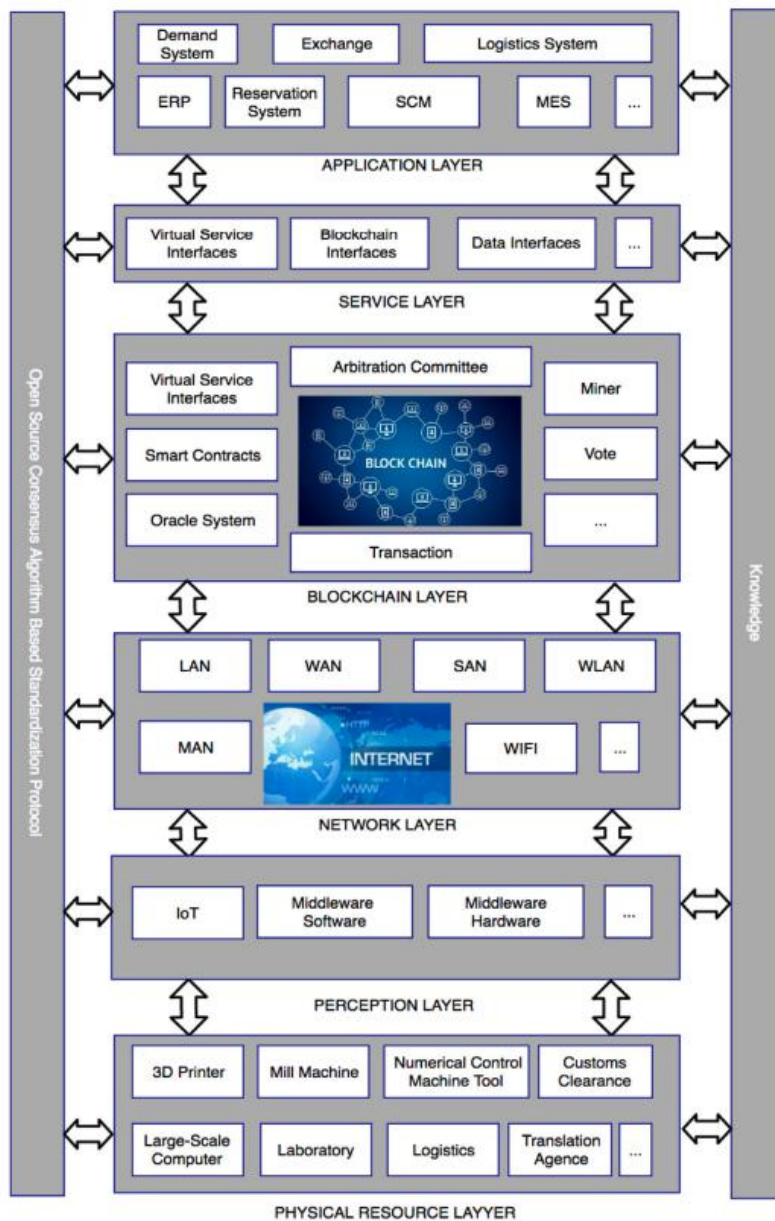 Demand
System
Exchange
Logistics System
ERP
Reservation
System
SCM
MES
...
APPLICATION LAYER
Virtual Service
Interfaces
Blockchain
Interfaces
Data Interfaces
...
SERVICE LAYER
Open Source Consensus Algorithm Based Standardization Protocol
Knowledge
Virtual Service
Interfaces
Arbitration Committee
Miner
Smart Contracts
BLOCK CHAIN
Vote
Oracle System
Transaction
...
BLOCKCHAIN LAYER
LAN
WAN
SAN
WLAN
MAN
HTTP
INTERNET
WWW
WIFI
...
NETWORK LAYER
IoT
Middleware
Software
Middleware
Hardware
...
PERCEPTION LAYER
3D Printer
Mill Machine
Numerical Control
Machine Tool
Customs
Clearance
Large-Scale
Computer
Laboratory
Logistics
Translation
Agence
...
PHYSICAL RESOURCE LAYYER